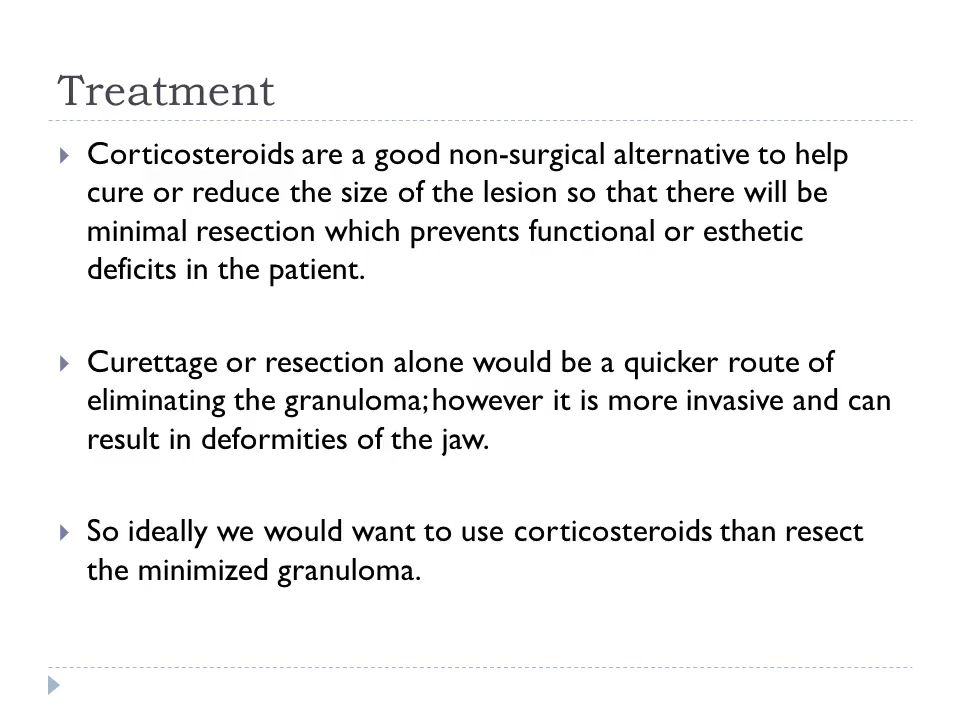 Treatment
Corticosteroids are a good non-surgical alternative to help
cure or reduce the size of the lesion so that there will be
minimal resection which prevents functional or esthetic
deficits in the patient.
Curettage or resection alone would be a quicker route of
eliminating the granuloma; however it is more invasive and can
result in deformities of the jaw.
So ideally we would want to use corticosteroids than resect
the minimized granuloma.